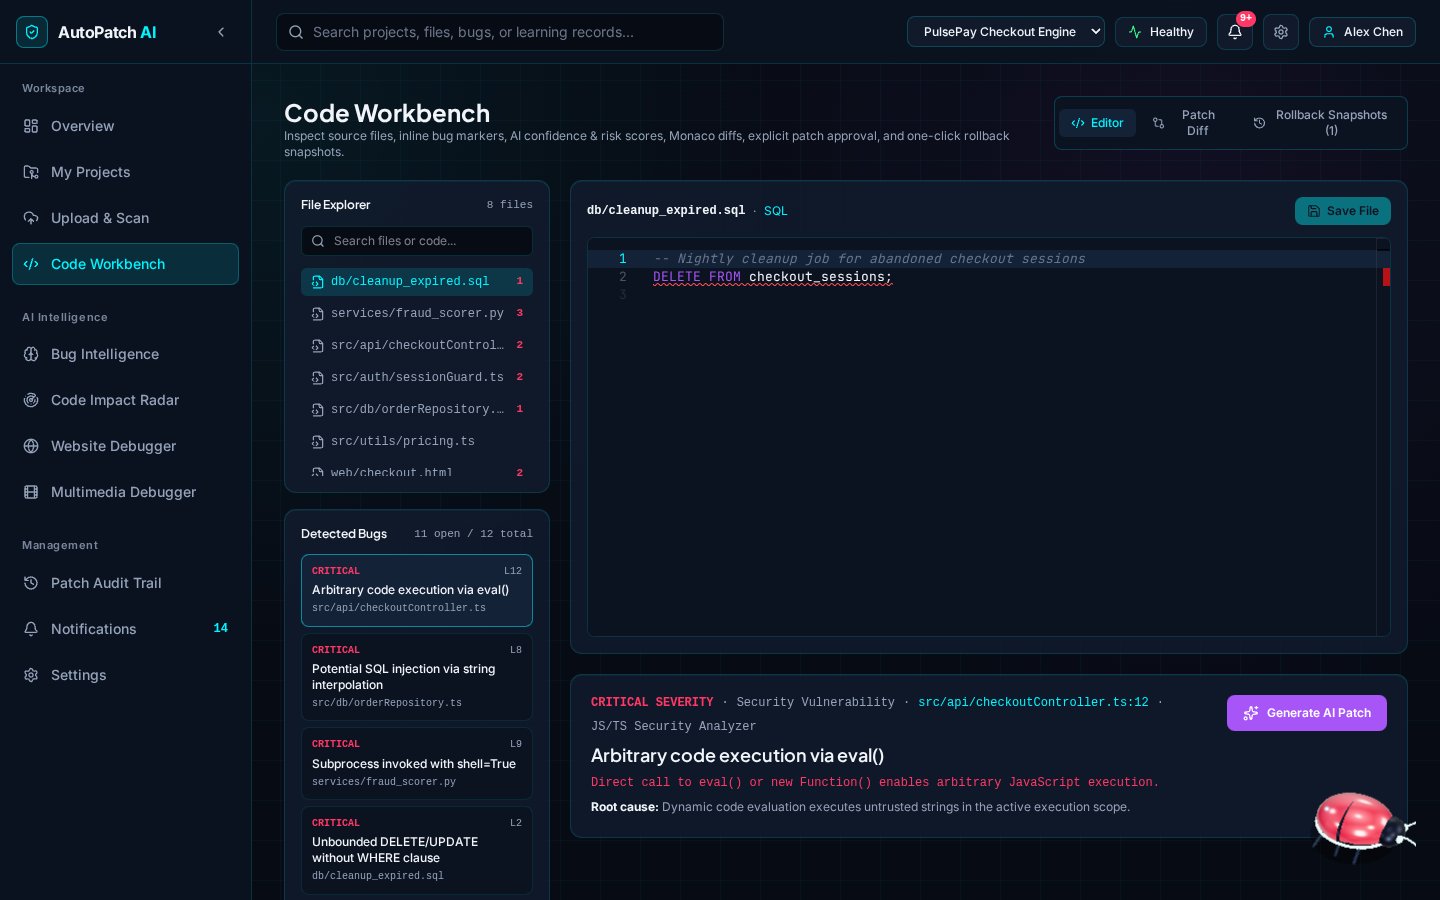 AutoPatch AI
Search projects, files, bugs, or learning records...
PulsePay Checkout Engine
Healthy
9+
Alex Chen
Workspace
Overview
My Projects
Upload & Scan
Code Workbench
AI Intelligence
Bug Intelligence
Code Impact Radar
Website Debugger
Multimedia Debugger
Management
Patch Audit Trail
Notifications 14
Settings
Code Workbench
Inspect source files, inline bug markers, AI confidence & risk scores, Monaco diffs, explicit patch approval, and one-click rollback
snapshots.
Editor
Patch
Diff
Rollback Snapshots
(1)
File Explorer 8 files
Search files or code...
db/cleanup_expired.sql 1
services/fraud_scorer.py 3
src/api/checkoutControl… 2
src/auth/sessionGuard.ts 2
src/db/orderRepository.… 1
src/utils/pricing.ts
web/checkout.html 2
Detected Bugs 11 open / 12 total
CRITICAL L12
Arbitrary code execution via eval()
src/api/checkoutController.ts
CRITICAL L8
Potential SQL injection via string
interpolation
src/db/orderRepository.ts
CRITICAL L9
Subprocess invoked with shell=True
services/fraud_scorer.py
CRITICAL L2
Unbounded DELETE/UPDATE
without WHERE clause
db/cleanup_expired.sql
db/cleanup_expired.sql · SQL
Save File
1 -- Nightly cleanup job for abandoned checkout sessions
2 DELETE FROM checkout_sessions;
3
CRITICAL SEVERITY · Security Vulnerability · src/api/checkoutController.ts:12 ·
JS/TS Security Analyzer
Generate AI Patch
Arbitrary code execution via eval()
Direct call to eval() or new Function() enables arbitrary JavaScript execution.
Root cause: Dynamic code evaluation executes untrusted strings in the active execution scope.